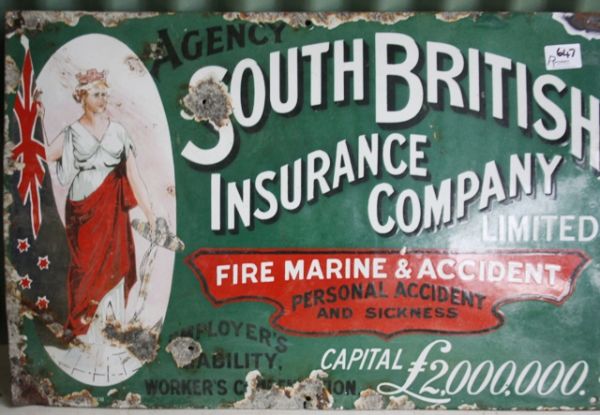 AGENCY
SOUTH BRITISH
INSURANCE
COMPANY
LIMITED
FIRE MARINE & ACCIDENT
PERSONAL ACCIDENT
AND SICKNESS
EMPLOYER'S
CAPITAL £2,000,000.
WORKER'S
647